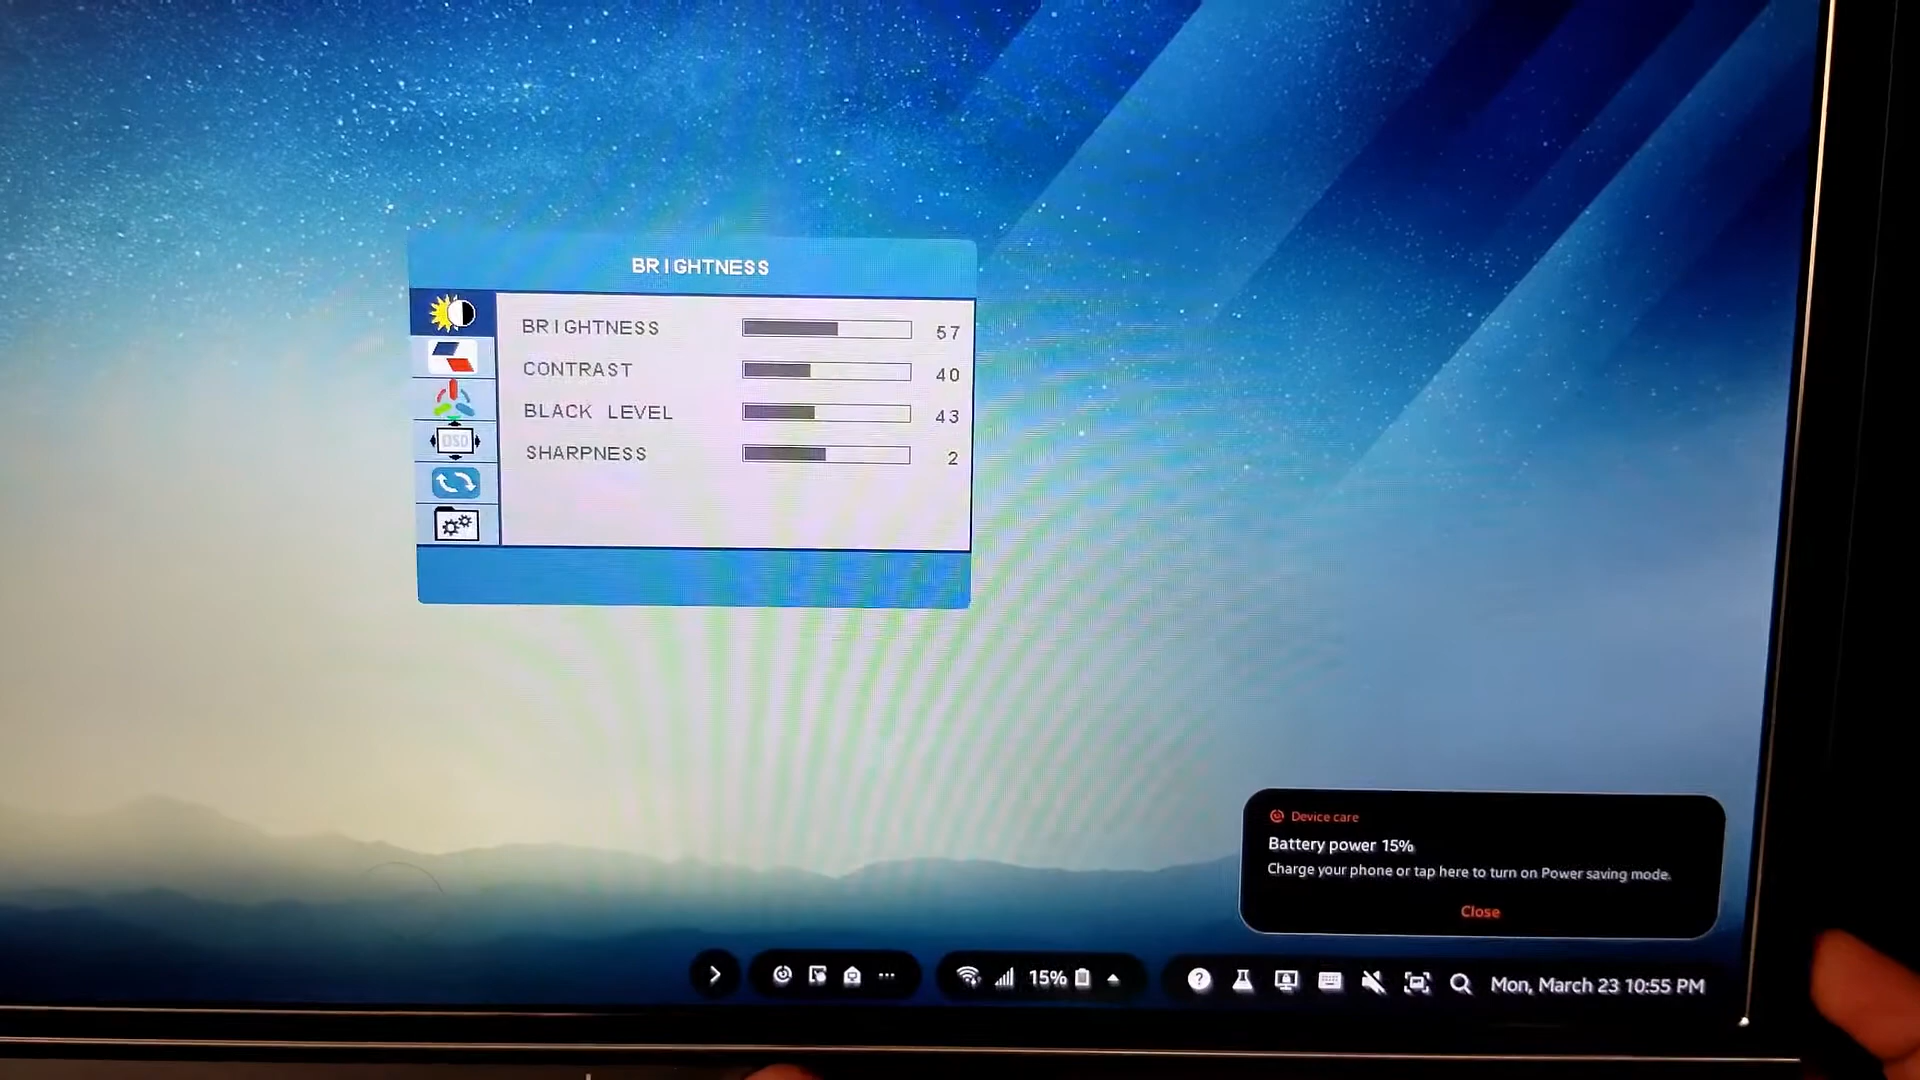 BRIGHTNESS
BRIGHTNESS 57
CONTRAST 40
BLACK LEVEL 43
SHARPNESS 2
OSD
Device care
Battery power 15%
Charge your phone or tap here to turn on Power saving mode.
Close
15%
Mon, March 23 10:55 PM